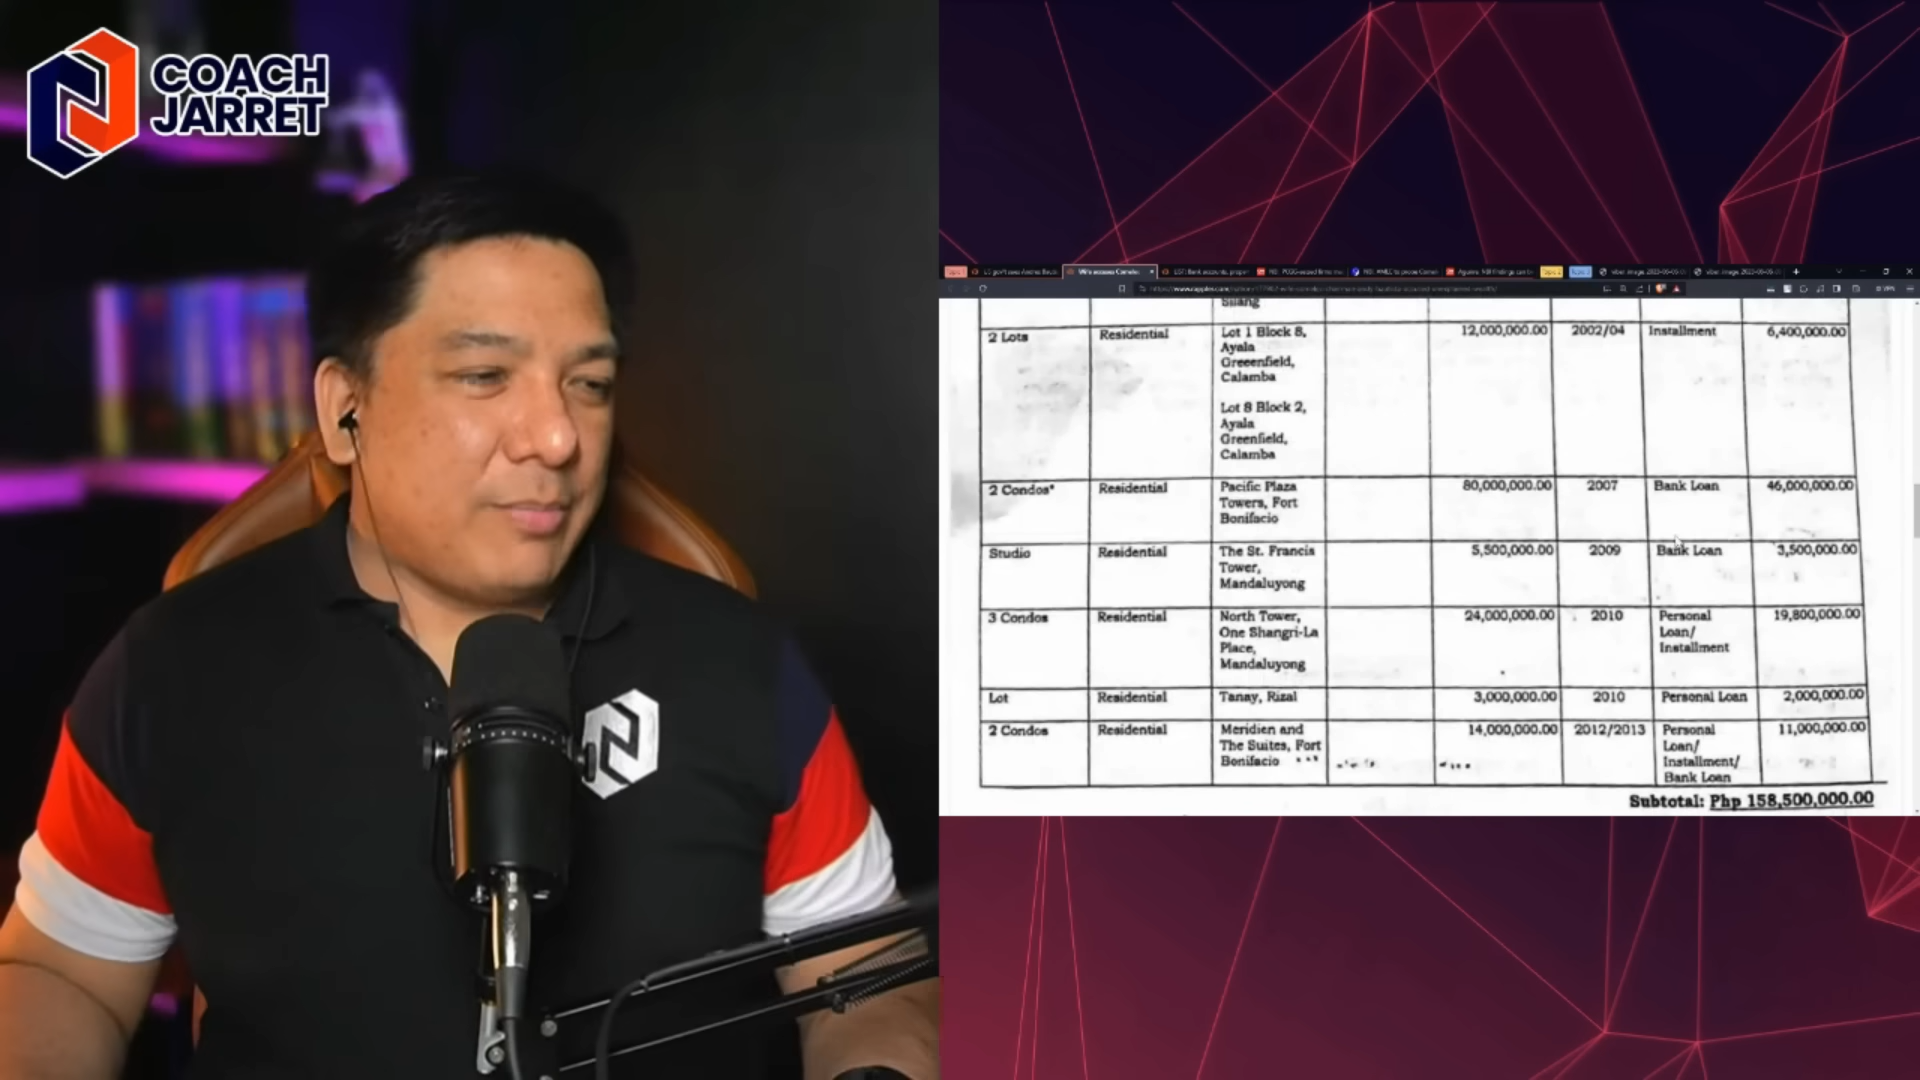 COACH
JARRET
Silang
2 Lots Residential Lot 1 Block 8, 12,000,000.00 2002/04 Installment 6,400,000.00
Ayala
Greeenfield,
Calamba
Lot 8 Block 2,
Ayala
Greenfield,
Calamba
2 Condos* Residential Pacific Plaza 80,000,000.00 2007 Bank Loan 46,000,000.00
Towers, Fort
Bonifacio
Studio Residential The St. Francis 5,500,000.00 2009 Bank Loan 3,500,000.00
Tower,
Mandaluyong
3 Condos Residential North Tower, 24,000,000.00 2010 Personal 19,800,000.00
One Shangri-La Loan/
Place, Installment
Mandaluyong
Lot Residential Tanay, Rizal 3,000,000.00 2010 Personal Loan 2,000,000.00
2 Condos Residential Meridien and 14,000,000.00 2012/2013 Personal 11,000,000.00
The Suites, Fort Loan/
Bonifacio Installment/
Bank Loan
Subtotal: Php 158,500,000.00